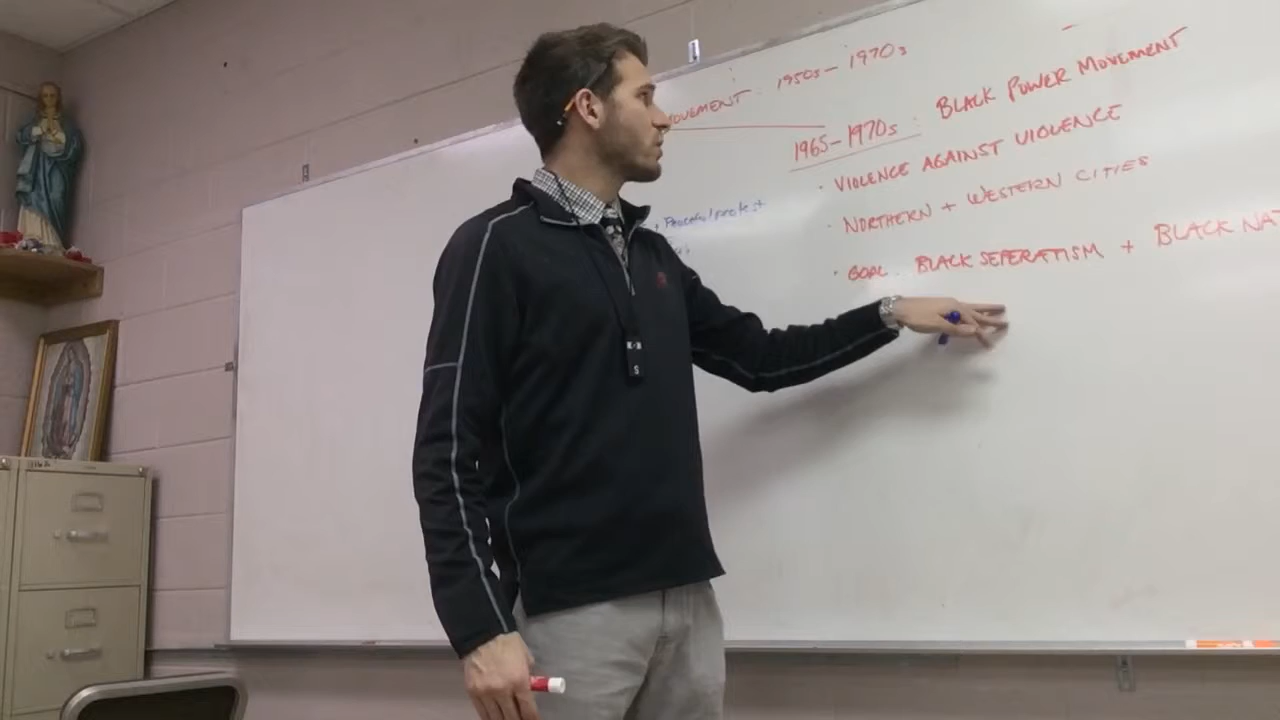 MOVEMENT: 1950s - 1970s
1965-1970s: BLACK POWER MOVEMENT
· VIOLENCE AGAINST VIOLENCE
· NORTHERN + WESTERN CITIES
· GOAL: BLACK SEPERATISM + BLACK NA
+ Peaceful protest
S